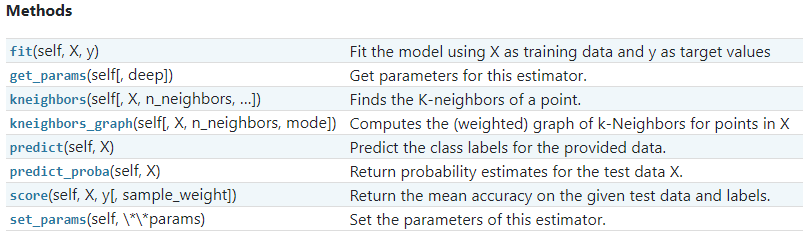 Methods
fit(self, X, y) Fit the model using X as training data and y as target values
get_params(self[, deep]) Get parameters for this estimator.
kneighbors(self[, X, n_neighbors, …]) Finds the K-neighbors of a point.
kneighbors_graph(self[, X, n_neighbors, mode]) Computes the (weighted) graph of k-Neighbors for points in X
predict(self, X) Predict the class labels for the provided data.
predict_proba(self, X) Return probability estimates for the test data X.
score(self, X, y[, sample_weight]) Return the mean accuracy on the given test data and labels.
set_params(self, \*\*params) Set the parameters of this estimator.